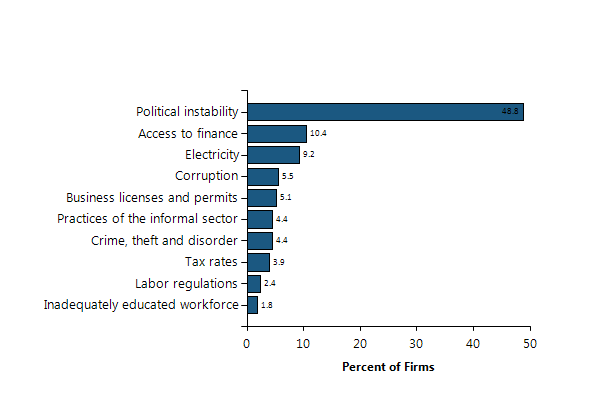 Political instability 48.8
Access to finance 10.4
Electricity 9.2
Corruption 5.5
Business licenses and permits 5.1
Practices of the informal sector 4.4
Crime, theft and disorder 4.4
Tax rates 3.9
Labor regulations 2.4
Inadequately educated workforce 1.8
0 10 20 30 40 50
Percent of Firms